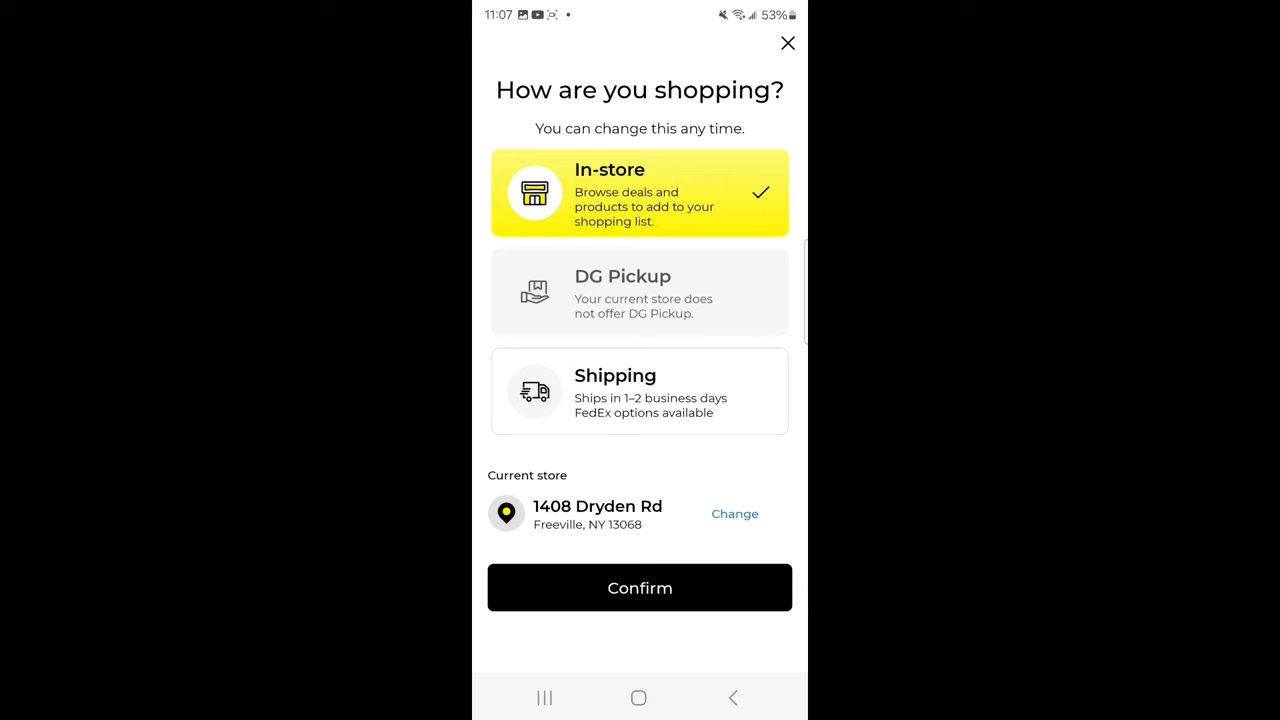 11:07
53%
How are you shopping?
You can change this any time.
In-store
Browse deals and
products to add to your
shopping list.
DG Pickup
Your current store does
not offer DG Pickup.
Shipping
Ships in 1–2 business days
FedEx options available
Current store
1408 Dryden Rd
Freeville, NY 13068
Change
Confirm